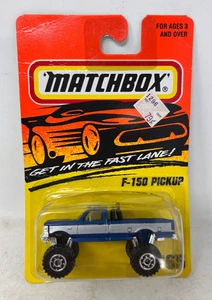 FOR AGES 3
AND OVER
MATCHBOX
GET IN THE FAST LANE!
F-150 PICKUP